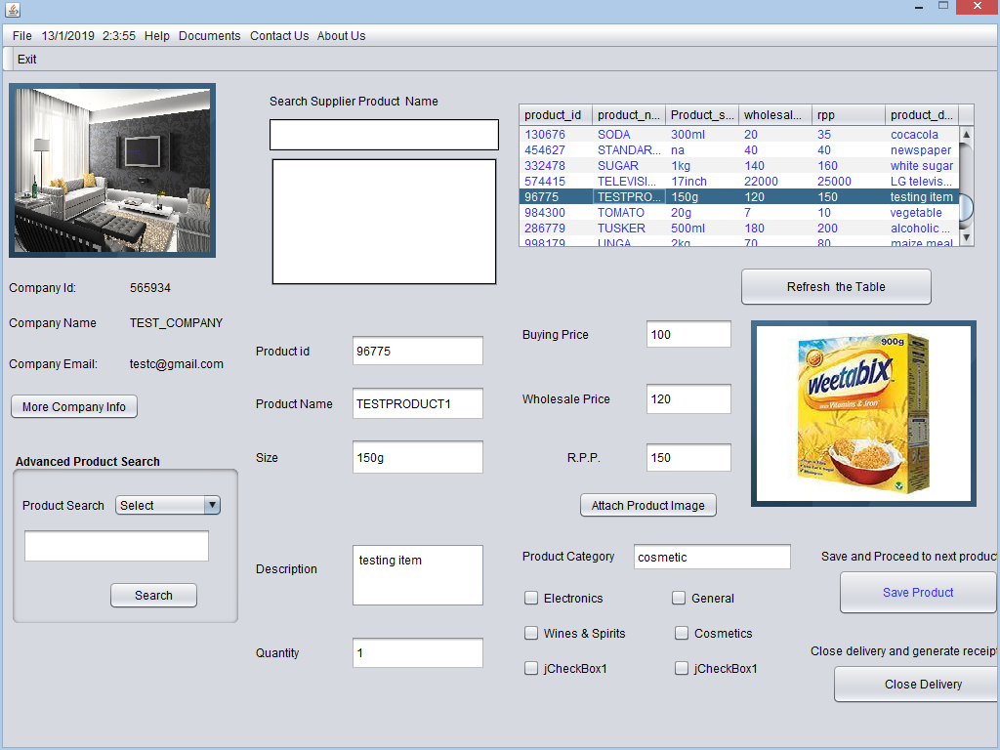 File 13/1/2019 2:3:55 Help Documents Contact Us About Us
Exit
Search Supplier Product Name
product_id product_n... Product_s... wholesal... rpp product_d...
130676 SODA 300ml 20 35 cocacola
454627 STANDAR... na 40 40 newspaper
332478 SUGAR 1kg 140 160 white sugar
574415 TELEVISI... 17inch 22000 25000 LG televis...
96775 TESTPRO... 150g 120 150 testing item
984300 TOMATO 20g 7 10 vegetable
286779 TUSKER 500ml 180 200 alcoholic ...
998179 UNGA 2kg 70 80 maize meal
Refresh the Table
Company Id: 565934
Company Name TEST_COMPANY
Company Email: testc@gmail.com
More Company Info
Advanced Product Search
Product Search Select
Search
Product id 96775
Product Name TESTPRODUCT1
Size 150g
Description testing item
Quantity 1
Buying Price 100
Wholesale Price 120
R.P.P. 150
Attach Product Image
900g
Weetabix
with Vitamins & Iron
Product Category cosmetic
Electronics General
Wines & Spirits Cosmetics
jCheckBox1 jCheckBox1
Save and Proceed to next product
Save Product
Close delivery and generate receipt
Close Delivery